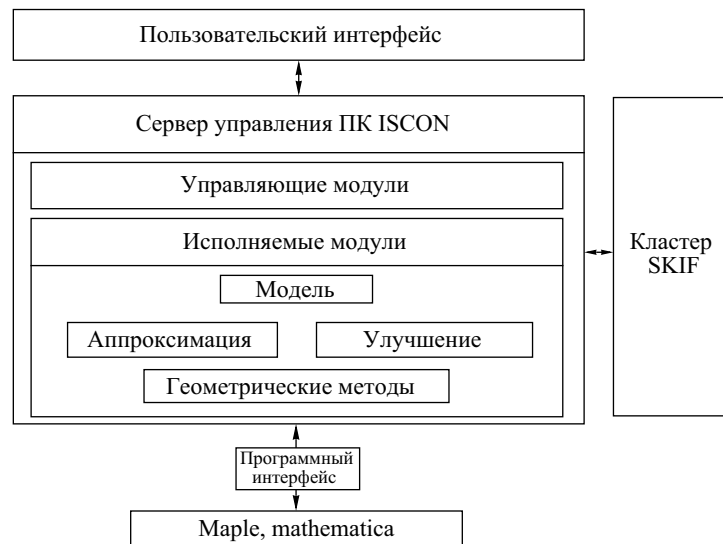 Пользовательский интерфейс
Сервер управления ПК ISCON
Управляющие модули
Исполняемые модули
Модель
Аппроксимация
Улучшение
Геометрические методы
Кластер
SKIF
Программный
интерфейс
Maple, mathematica